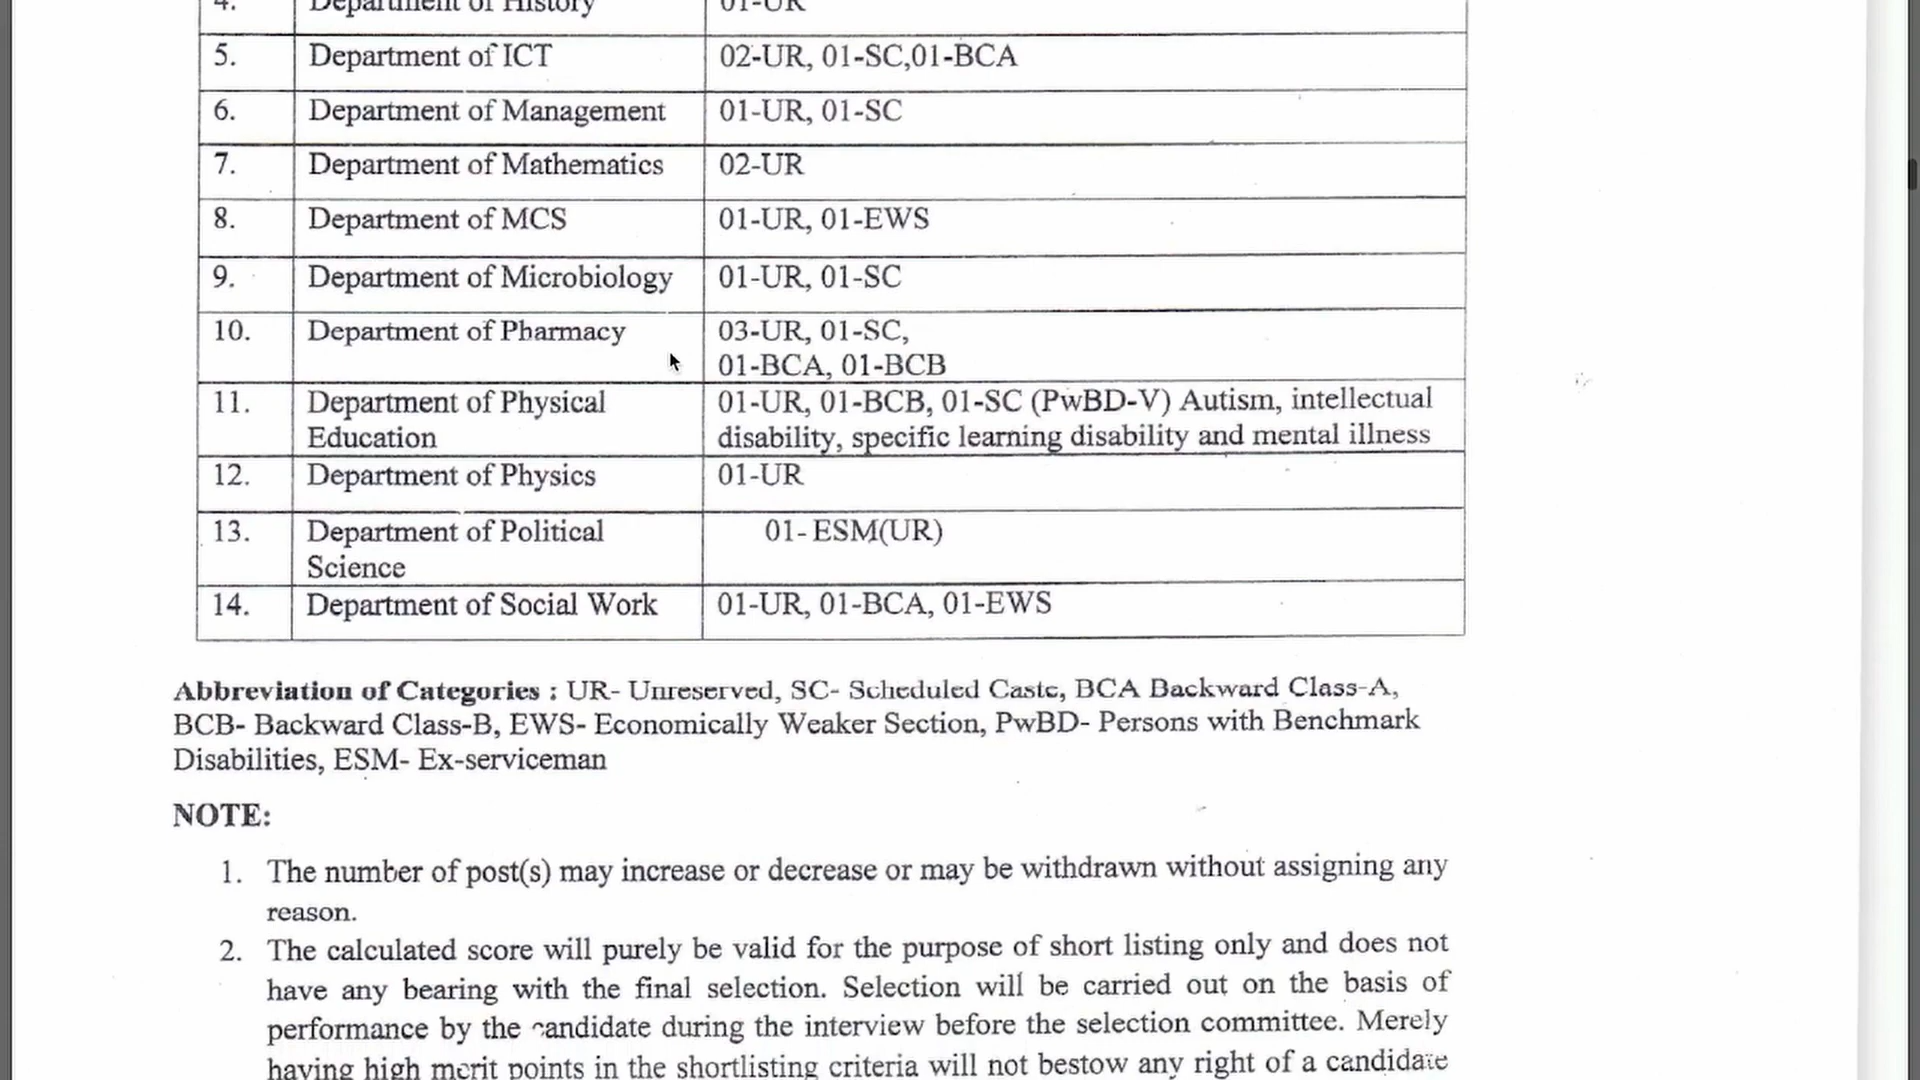 4. Department of History 01-UR
5. Department of ICT 02-UR, 01-SC,01-BCA
6. Department of Management 01-UR, 01-SC
7. Department of Mathematics 02-UR
8. Department of MCS 01-UR, 01-EWS
9. Department of Microbiology 01-UR, 01-SC
10. Department of Pharmacy 03-UR, 01-SC,
01-BCA, 01-BCB
11. Department of Physical 01-UR, 01-BCB, 01-SC (PwBD-V) Autism, intellectual
Education disability, specific learning disability and mental illness
12. Department of Physics 01-UR
13. Department of Political 01- ESM(UR)
Science
14. Department of Social Work 01-UR, 01-BCA, 01-EWS
Abbreviation of Categories : UR- Unreserved, SC- Scheduled Caste, BCA Backward Class-A,
BCB- Backward Class-B, EWS- Economically Weaker Section, PwBD- Persons with Benchmark
Disabilities, ESM- Ex-serviceman
NOTE:
1. The number of post(s) may increase or decrease or may be withdrawn without assigning any
reason.
2. The calculated score will purely be valid for the purpose of short listing only and does not
have any bearing with the final selection. Selection will be carried out on the basis of
performance by the candidate during the interview before the selection committee. Merely
having high merit points in the shortlisting criteria will not bestow any right of a candidate